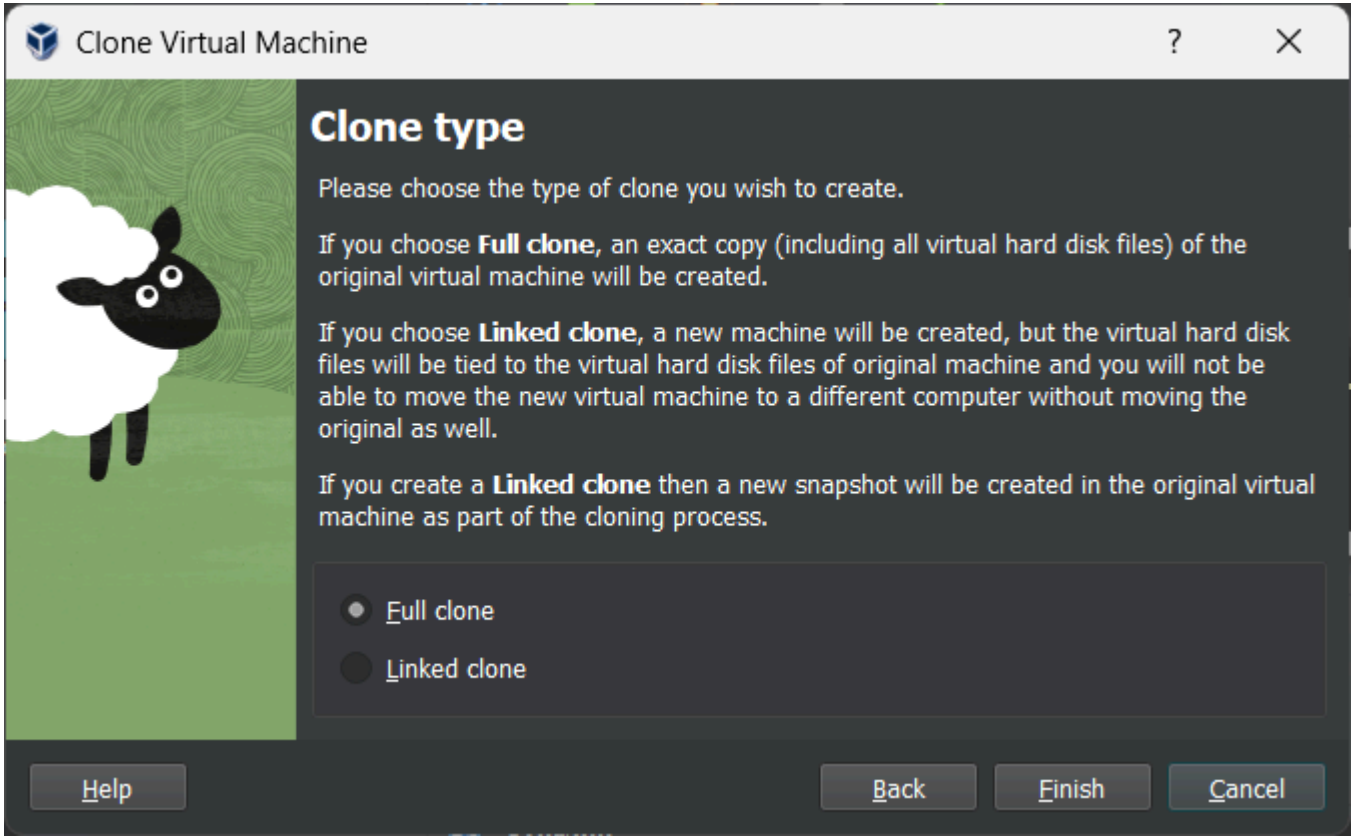 Clone Virtual Machine
?
Clone type
Please choose the type of clone you wish to create.
If you choose Full clone, an exact copy (including all virtual hard disk files) of the
original virtual machine will be created.
If you choose Linked clone, a new machine will be created, but the virtual hard disk
files will be tied to the virtual hard disk files of original machine and you will not be
able to move the new virtual machine to a different computer without moving the
original as well.
If you create a Linked clone then a new snapshot will be created in the original virtual
machine as part of the cloning process.
Full clone
Linked clone
Help
Back
Finish
Cancel